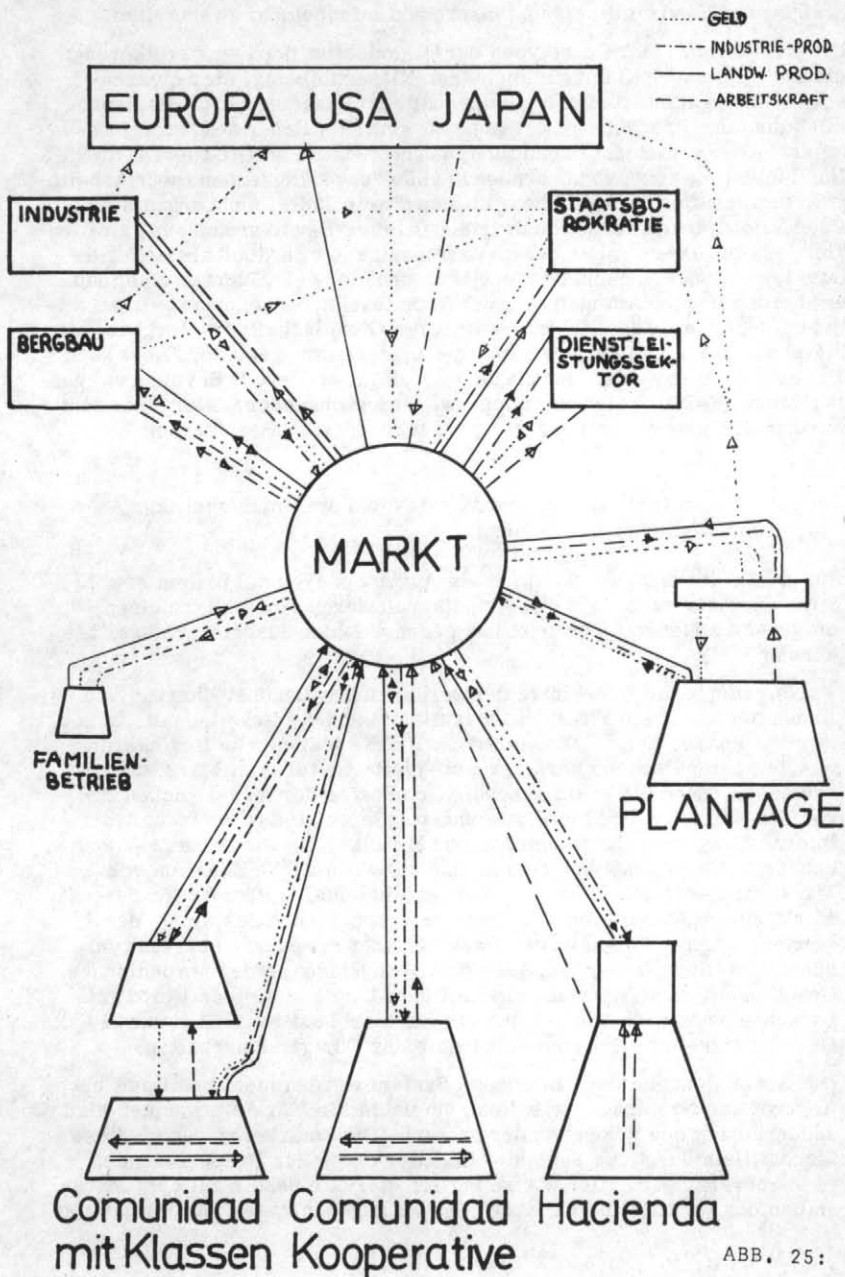 GELD
INDUSTRIE-PROD
LANDW. PROD.
ARBEITSKRAFT
EUROPA USA JAPAN
INDUSTRIE
STAATSBÜ-
ROKRATIE
BERGBAU
DIENSTLEI-
STUNGSSEK-
TOR
MARKT
FAMILIEN-
BETRIEB
PLANTAGE
Comunidad
mit Klassen
Comunidad
Kooperative
Hacienda
ABB. 25: